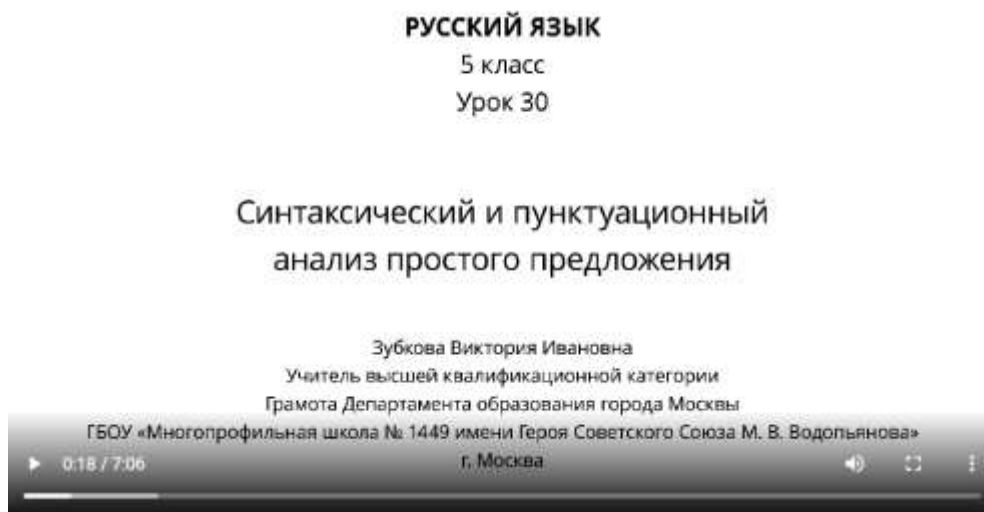 РУССКИЙ ЯЗЫК
5 класс
Урок 30
Синтаксический и пунктуационный
анализ простого предложения
Зубкова Виктория Ивановна
Учитель высшей квалификационной категории
Грамота Департамента образования города Москвы
ГБОУ «Многопрофильная школа № 1449 имени Героя Советского Союза М. В. Водопьянова»
г. Москва
0:18 / 7:06